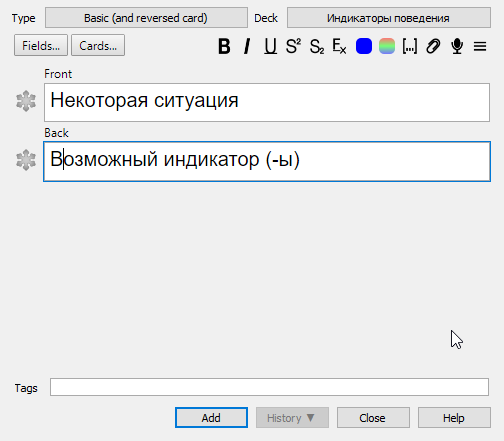 Type Basic (and reversed card) Deck Индикаторы поведения
Fields... Cards... B I U S² S₂ Eₓ [...]
Front
Некоторая ситуация
Back
Возможный индикатор (-ы)
Tags
Add History ▼ Close Help